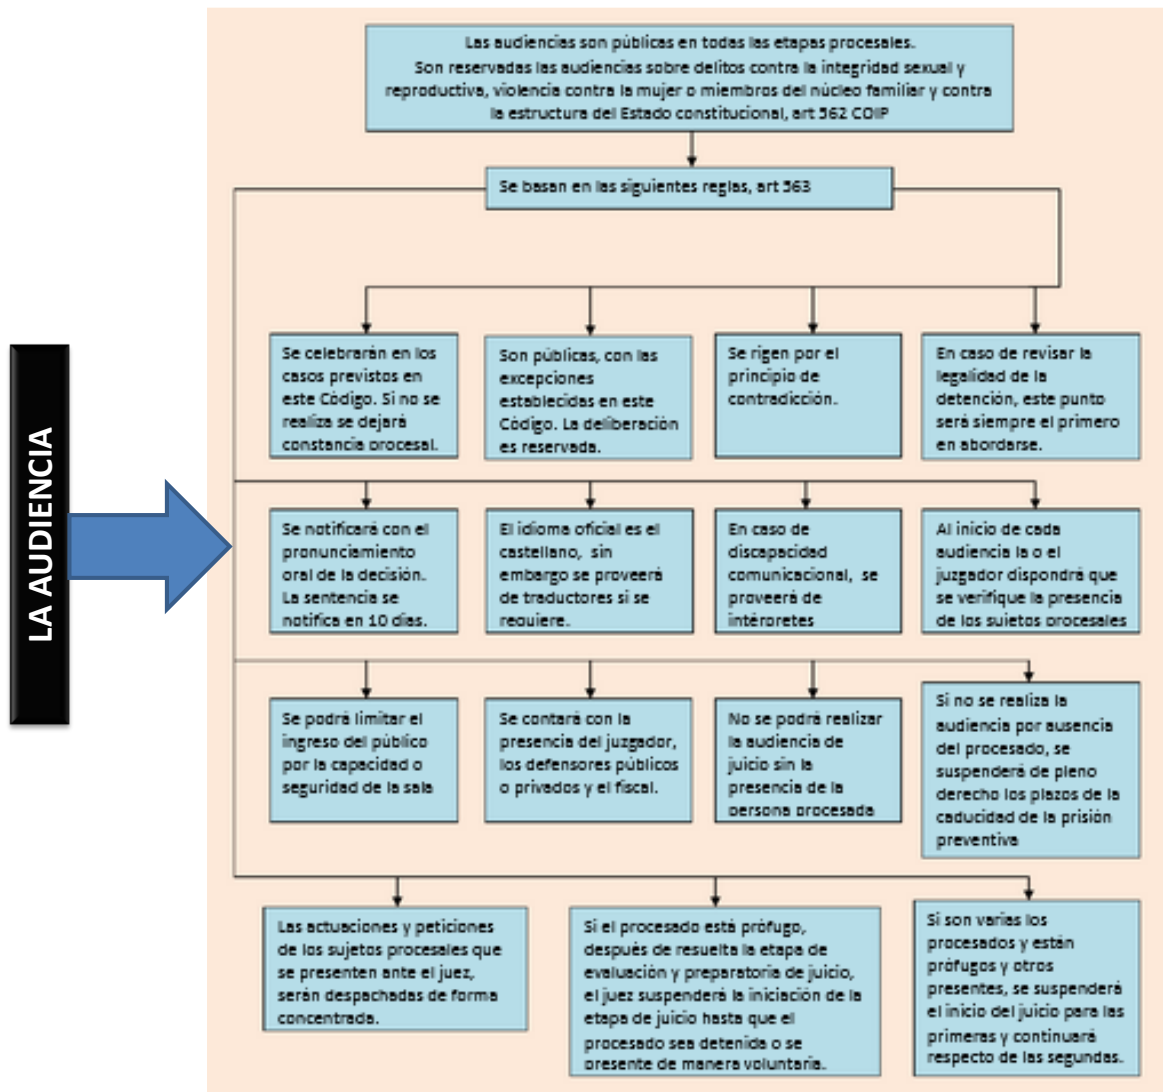 LA AUDIENCIA
Las audiencias son públicas en todas las etapas procesales.
Son reservadas las audiencias sobre delitos contra la integridad sexual y
reproductiva, violencia contra la mujer o miembros del núcleo familiar y contra
la estructura del Estado constitucional, art 562 COIP
Se basan en las siguientes reglas, art 563
Se celebrarán en los
casos previstos en
este Código. Si no se
realiza se dejará
constancia procesal.
Son públicas, con las
excepciones
establecidas en este
Código. La deliberación
es reservada.
Se rigen por el
principio de
contradicción.
En caso de revisar la
legalidad de la
detención, este punto
será siempre el primero
en abordarse.
Se notificará con el
pronunciamiento
oral de la decisión.
La sentencia se
notifica en 10 días.
El idioma oficial es el
castellano, sin
embargo se proveerá
de traductores si se
requiere.
En caso de
discapacidad
comunicacional, se
proveerá de
intérpretes
Al inicio de cada
audiencia la o el
juzgador dispondrá que
se verifique la presencia
de los sujetos procesales
Se podrá limitar el
ingreso del público
por la capacidad o
seguridad de la sala
Se contará con la
presencia del juzgador,
los defensores públicos
o privados y el fiscal.
No se podrá realizar
la audiencia de
juicio sin la
presencia de la
persona procesada
Si no se realiza la
audiencia por ausencia
del procesado, se
suspenderá de pleno
derecho los plazos de la
caducidad de la prisión
preventiva
Las actuaciones y peticiones
de los sujetos procesales que
se presenten ante el juez,
serán despachadas de forma
concentrada.
Si el procesado está prófugo,
después de resuelta la etapa de
evaluación y preparatoria de juicio,
el juez suspenderá la iniciación de la
etapa de juicio hasta que el
procesado sea detenida o se
presente de manera voluntaria.
Si son varias los
procesados y están
prófugos y otros
presentes, se suspenderá
el inicio del juicio para las
primeras y continuará
respecto de las segundas.